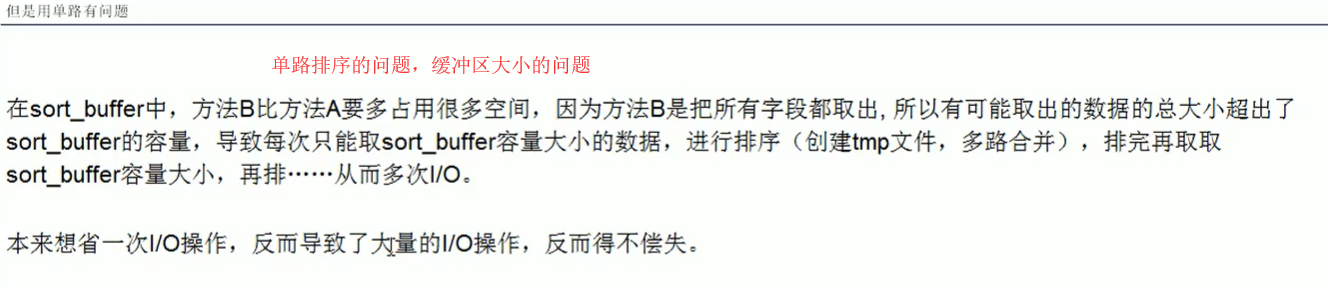 但是用单路有问题
单路排序的问题，缓冲区大小的问题
在sort_buffer中，方法B比方法A要多占用很多空间，因为方法B是把所有字段都取出, 所以有可能取出的数据的总大小超出了
sort_buffer的容量，导致每次只能取sort_buffer容量大小的数据，进行排序（创建tmp文件，多路合并），排完再取取
sort_buffer容量大小，再排……从而多次I/O。
本来想省一次I/O操作，反而导致了大量的I/O操作，反而得不偿失。